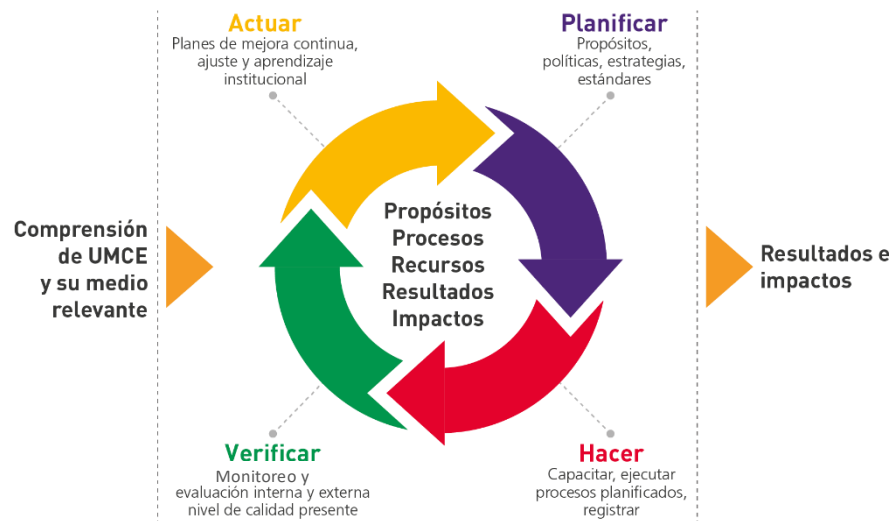 Actuar
Planes de mejora continua,
ajuste y aprendizaje
institucional
Planificar
Propósitos,
políticas, estrategias,
estándares
Comprensión
de UMCE
y su medio
relevante
Propósitos
Procesos
Recursos
Resultados
Impactos
Resultados e
impactos
Verificar
Monitoreo y
evaluación interna y externa
nivel de calidad presente
Hacer
Capacitar, ejecutar
procesos planificados,
registrar